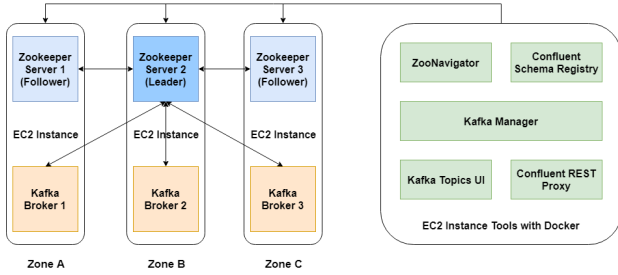 Zookeeper
Server 1
(Follower)
Zookeeper
Server 2
(Leader)
Zookeeper
Server 3
(Follower)
EC2 Instance
EC2 Instance
EC2 Instance
Kafka
Broker 1
Kafka
Broker 2
Kafka
Broker 3
Zone A
Zone B
Zone C
ZooNavigator
Confluent
Schema Registry
Kafka Manager
Kafka Topics UI
Confluent REST
Proxy
EC2 Instance Tools with Docker